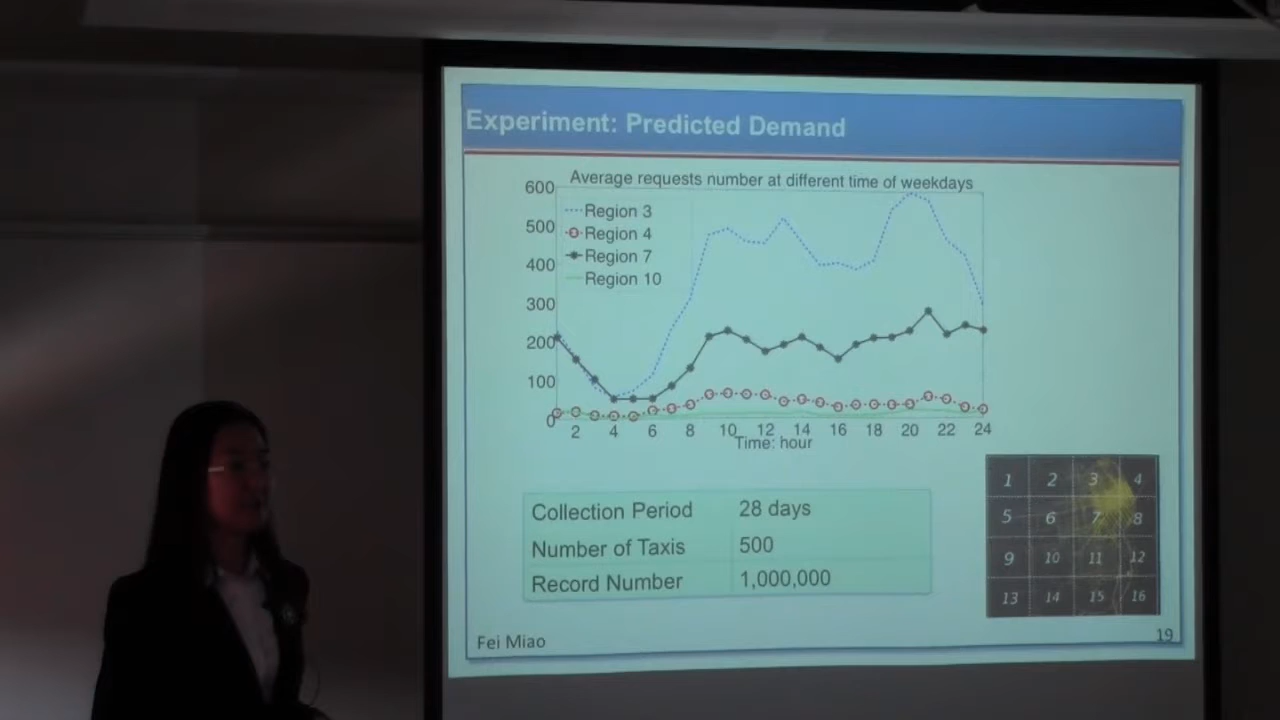 Experiment: Predicted Demand
Average requests number at different time of weekdays
600
500
400
300
200
100
0
Region 3
Region 4
Region 7
Region 10
2 4 6 8 10 12 14 16 18 20 22 24
Time: hour
Collection Period 28 days
Number of Taxis 500
Record Number 1,000,000
1 2 3 4
5 6 7 8
9 10 11 12
13 14 15 16
Fei Miao
19